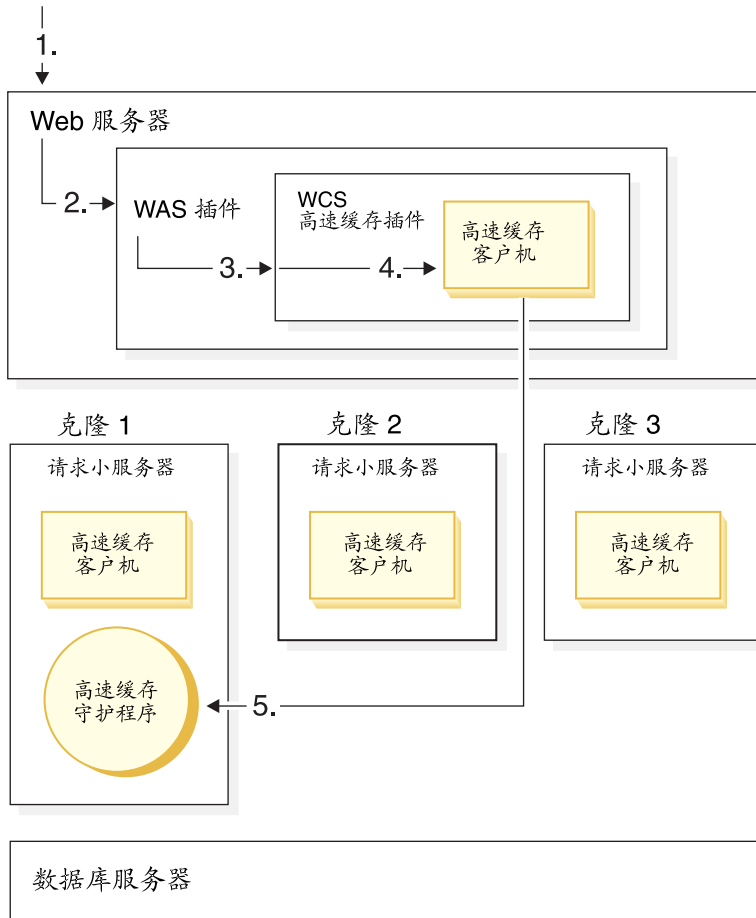 1.
Web 服务器
2.
WAS 插件
3.
WCS
高速缓存插件
4.
高速缓存
客户机
克隆 1
请求小服务器
高速缓存
客户机
高速缓存
守护程序
克隆 2
请求小服务器
高速缓存
客户机
克隆 3
请求小服务器
高速缓存
客户机
5.
数据库服务器